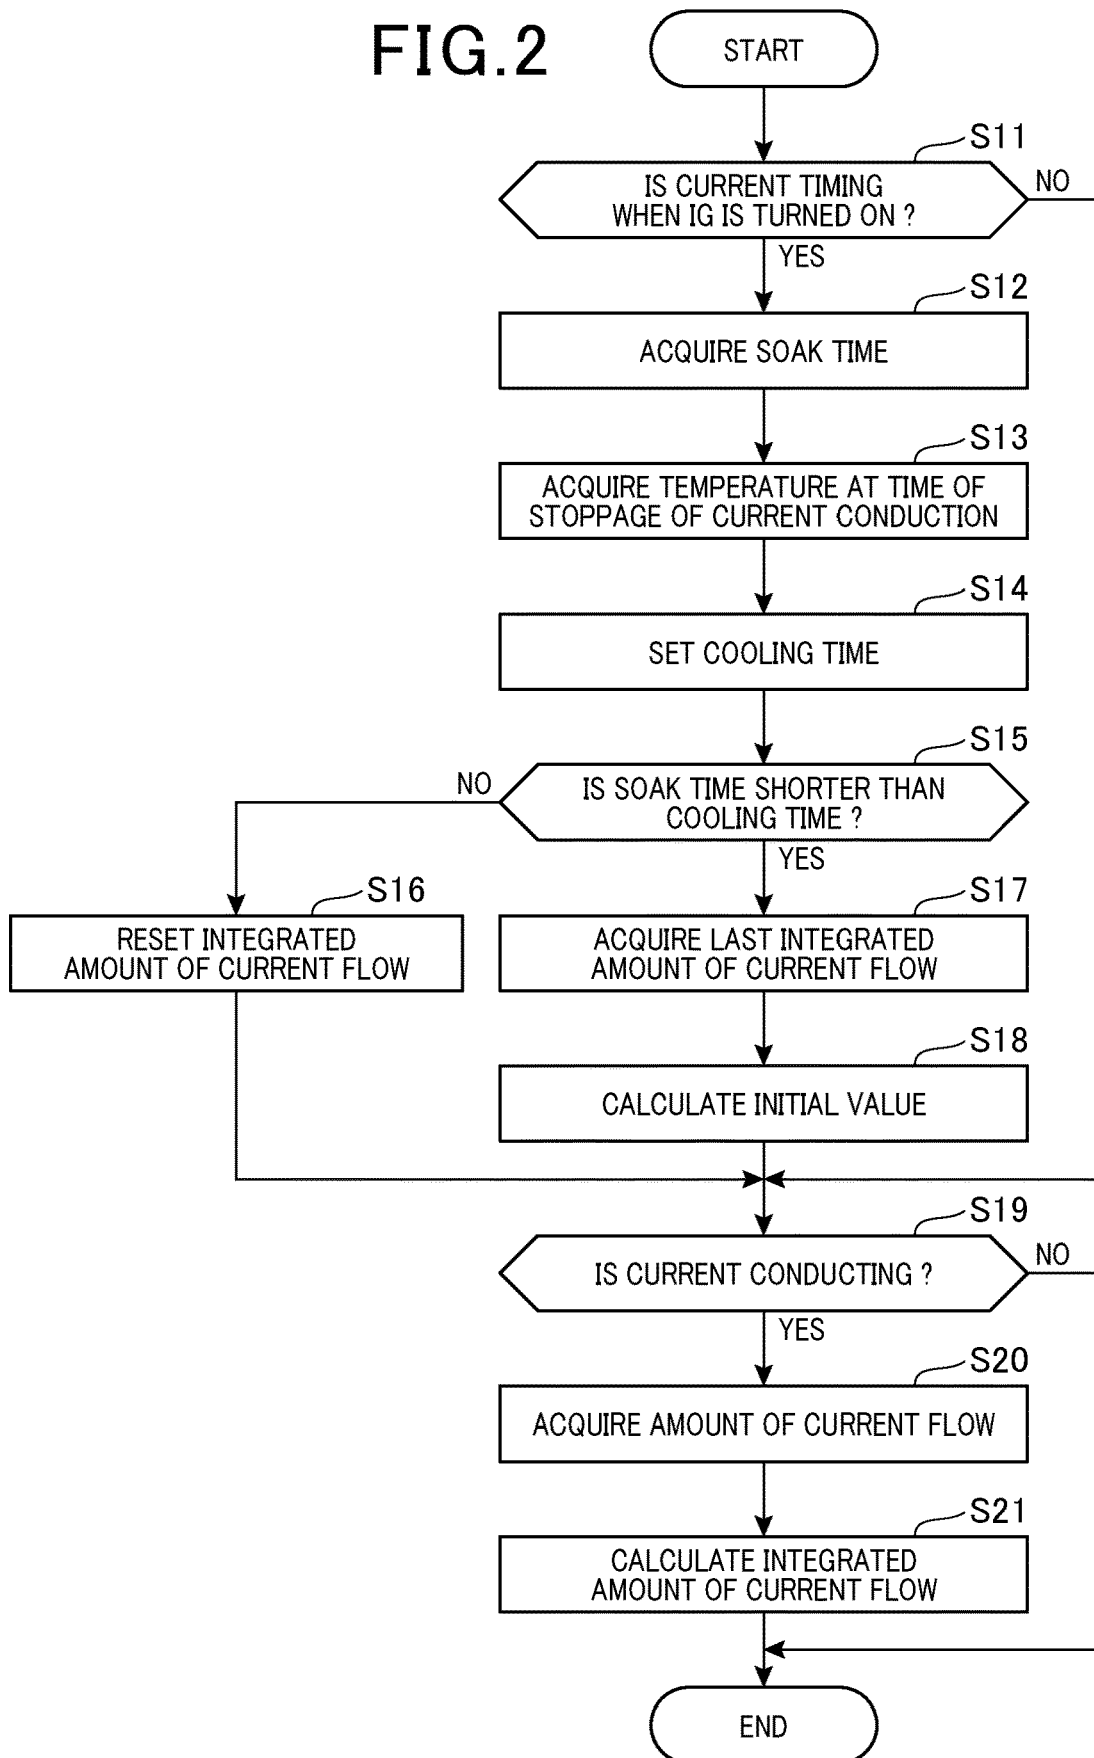 FIG.2
START
S11
IS CURRENT TIMING
WHEN IG IS TURNED ON ?
NO
YES
S12
ACQUIRE SOAK TIME
S13
ACQUIRE TEMPERATURE AT TIME OF
STOPPAGE OF CURRENT CONDUCTION
S14
SET COOLING TIME
S15
NO
IS SOAK TIME SHORTER THAN
COOLING TIME ?
YES
S16
RESET INTEGRATED
AMOUNT OF CURRENT FLOW
S17
ACQUIRE LAST INTEGRATED
AMOUNT OF CURRENT FLOW
S18
CALCULATE INITIAL VALUE
S19
IS CURRENT CONDUCTING ?
NO
YES
S20
ACQUIRE AMOUNT OF CURRENT FLOW
S21
CALCULATE INTEGRATED
AMOUNT OF CURRENT FLOW
END